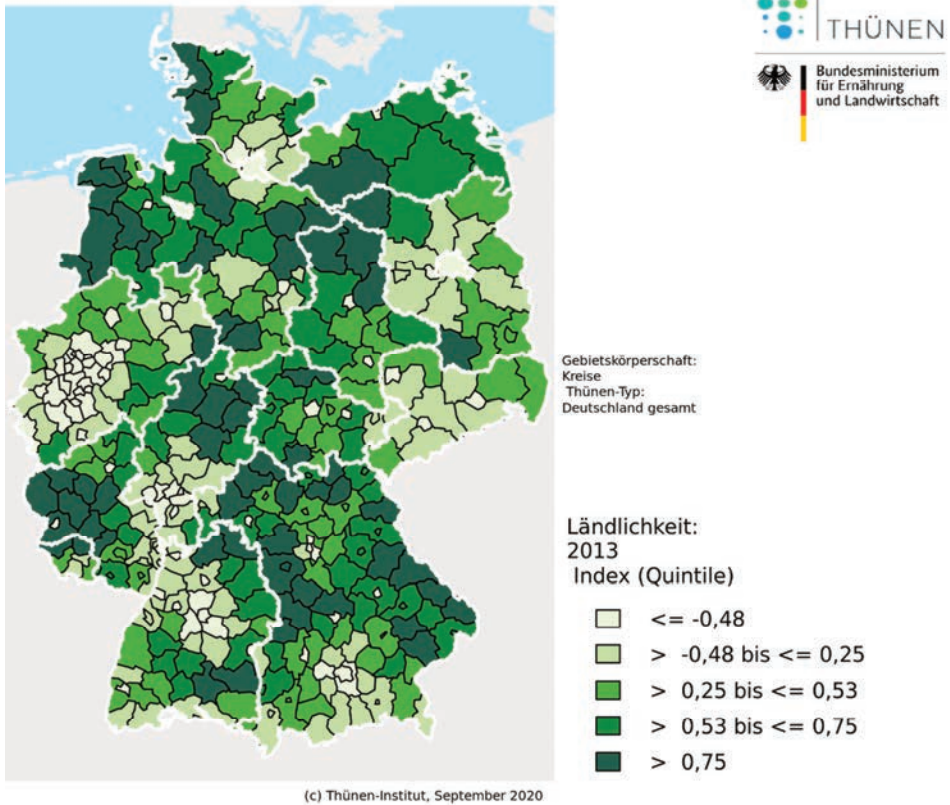 THÜNEN
Bundesministerium
für Ernährung
und Landwirtschaft
Gebietskörperschaft:
Kreise
Thünen-Typ:
Deutschland gesamt
Ländlichkeit:
2013
Index (Quintile)
<= -0,48
> -0,48 bis <= 0,25
> 0,25 bis <= 0,53
> 0,53 bis <= 0,75
> 0,75
(c) Thünen-Institut, September 2020